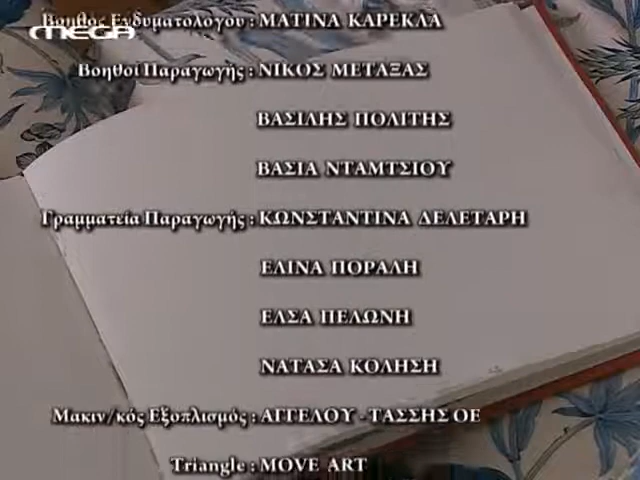 Βοηθός Ενδυματολόγου : ΜΑΤΙΝΑ ΚΑΡΕΚΛΑ
MEGA
Βοηθοί Παραγωγής : ΝΙΚΟΣ ΜΕΤΑΞΑΣ
ΒΑΣΙΛΗΣ ΠΟΛΙΤΗΣ
ΒΑΣΙΑ ΝΤΑΜΤΣΙΟΥ
Γραμματεία Παραγωγής : ΚΩΝΣΤΑΝΤΙΝΑ ΔΕΛΕΤΑΡΗ
ΕΛΙΝΑ ΠΟΡΑΛΗ
ΕΛΣΑ ΠΕΛΩΝΗ
ΝΑΤΑΣΑ ΚΟΛΗΣΗ
Μακιν/κός Εξοπλισμός : ΑΓΓΕΛΟΥ - ΤΑΣΣΗΣ ΟΕ
Triangle : MOVE ART